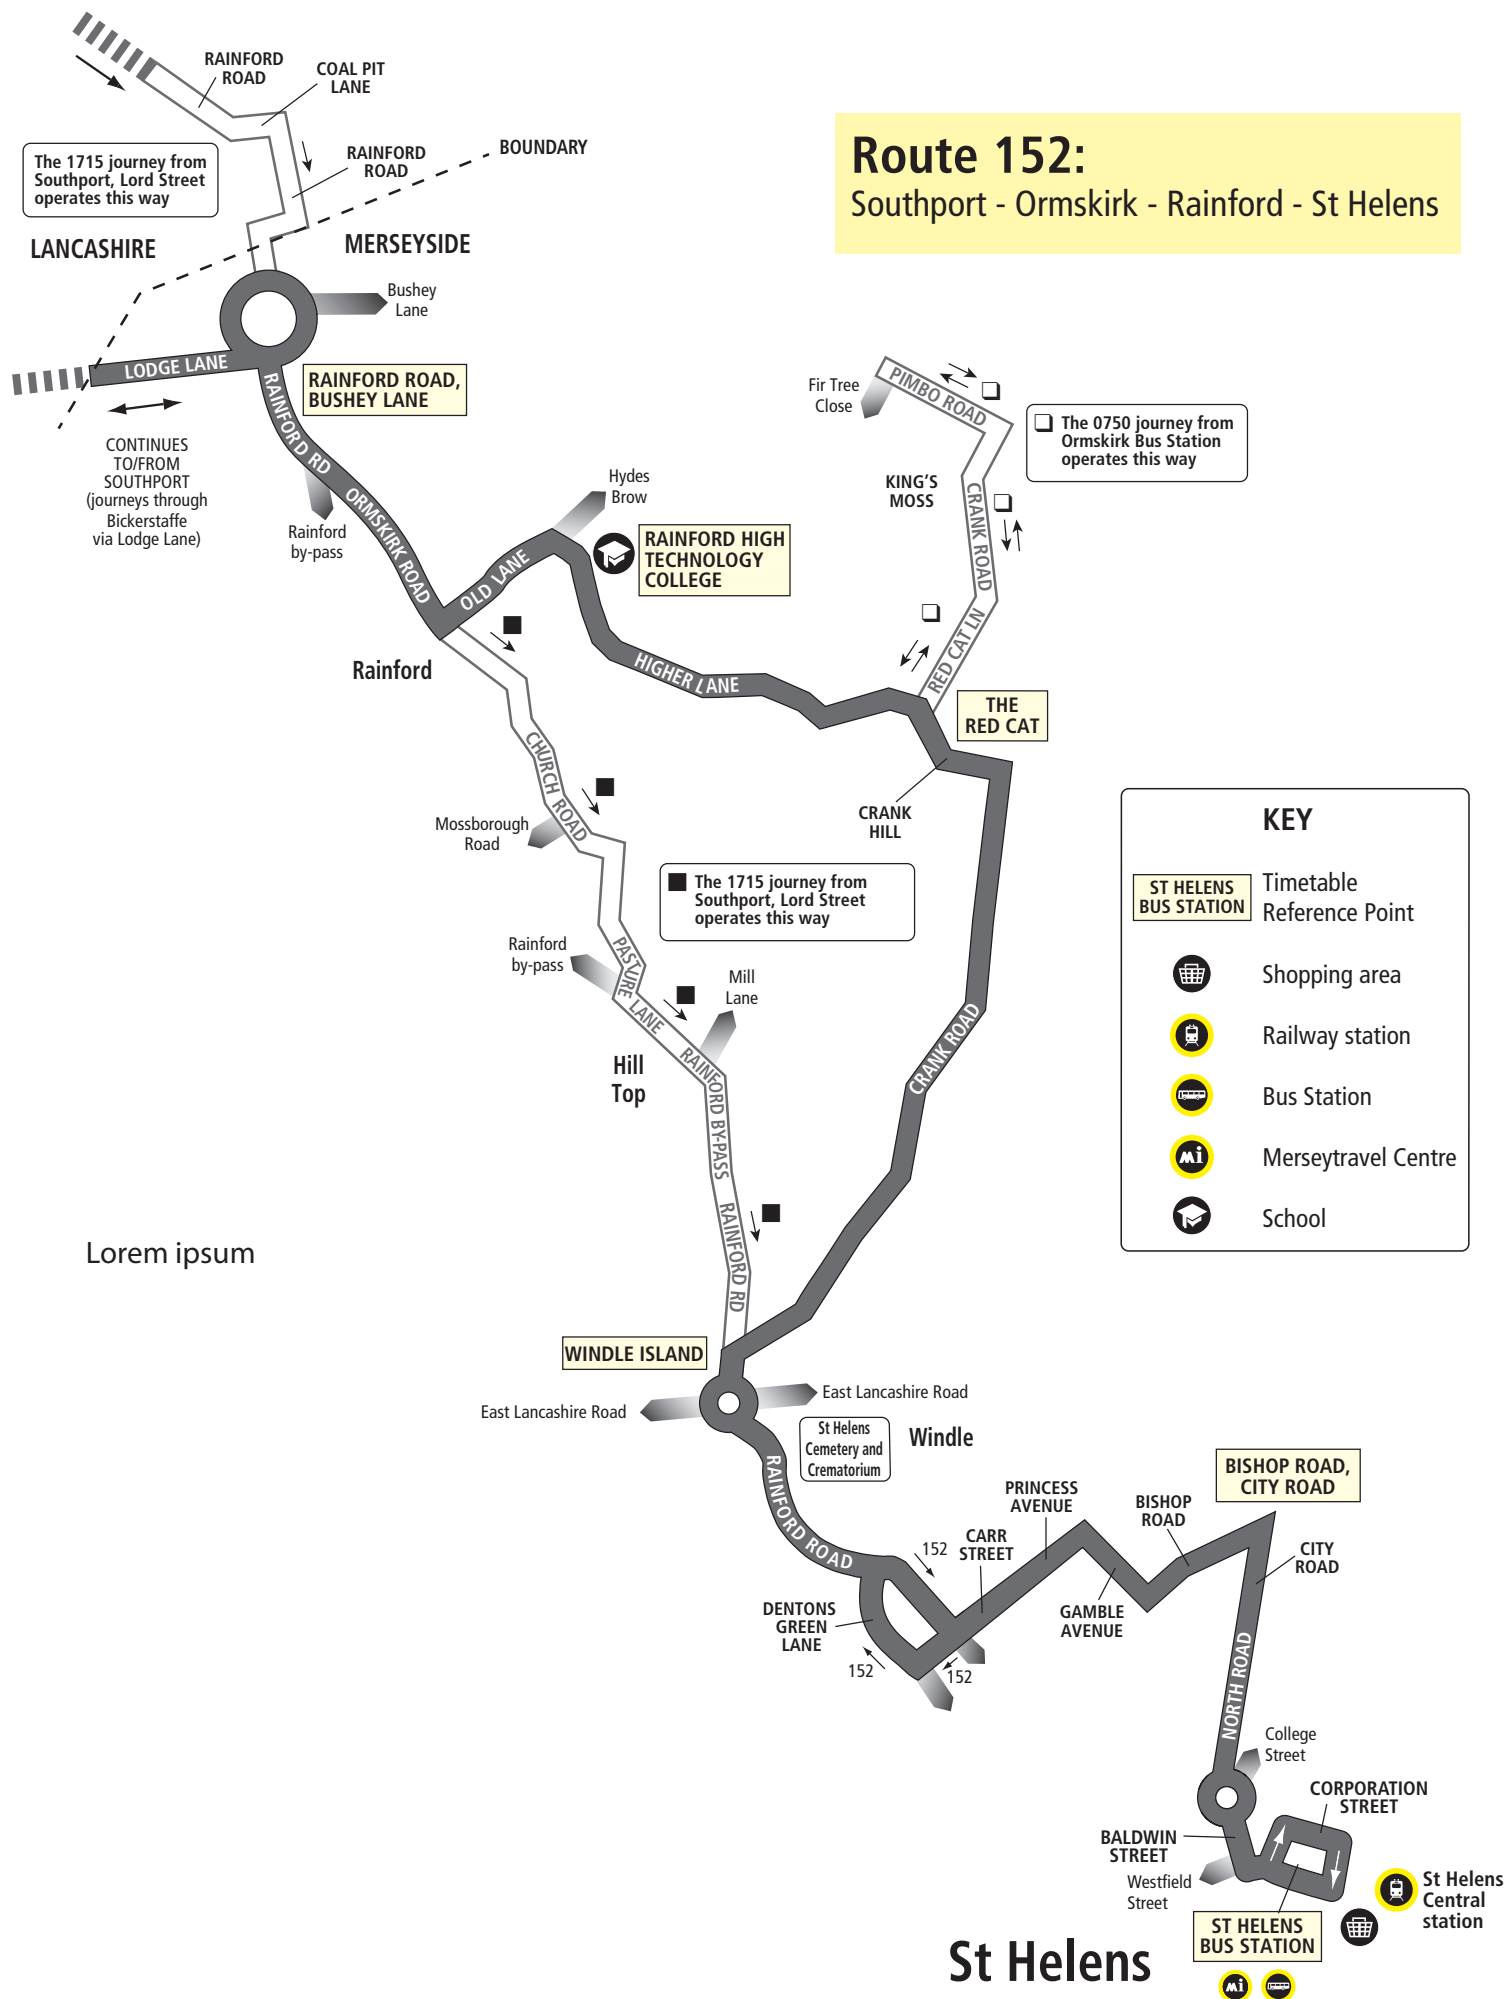 RAINFORD
ROAD
COAL PIT
LANE
RAINFORD
ROAD
BOUNDARY
The 1715 journey from
Southport, Lord Street
operates this way
LANCASHIRE
MERSEYSIDE
Route 152:
Southport - Ormskirk - Rainford - St Helens
Bushey
Lane
LODGE LANE
RAINFORD ROAD,
BUSHEY LANE
CONTINUES
TO/FROM
SOUTHPORT
(journeys through
Bickerstaffe
via Lodge Lane)
RAINFORD RD
ORMSKIRK ROAD
Rainford
by-pass
Hydes
Brow
OLD LANE
RAINFORD HIGH
TECHNOLOGY
COLLEGE
Fir Tree
Close
PIMBO ROAD
❏ The 0750 journey from
Ormskirk Bus Station
operates this way
KING'S
MOSS
CRANK ROAD
RED CAT LN
Rainford
HIGHER LANE
THE
RED CAT
CRANK
HILL
CHURCH ROAD
Mossborough
Road
■ The 1715 journey from
Southport, Lord Street
operates this way
KEY
ST HELENS
BUS STATION
Timetable
Reference Point
Shopping area
Railway station
Bus Station
mi
Merseytravel Centre
School
Rainford
by-pass
PASTURE LANE
Mill
Lane
Hill
Top
RAINFORD BY-PASS
CRANK ROAD
RAINFORD RD
Lorem ipsum
WINDLE ISLAND
East Lancashire Road
East Lancashire Road
St Helens
Cemetery and
Crematorium
Windle
RAINFORD ROAD
152
CARR
STREET
PRINCESS
AVENUE
BISHOP
ROAD
BISHOP ROAD,
CITY ROAD
CITY
ROAD
DENTONS
GREEN
LANE
GAMBLE
AVENUE
152
152
NORTH ROAD
College
Street
CORPORATION
STREET
BALDWIN
STREET
Westfield
Street
St Helens
Central
station
ST HELENS
BUS STATION
St Helens
mi